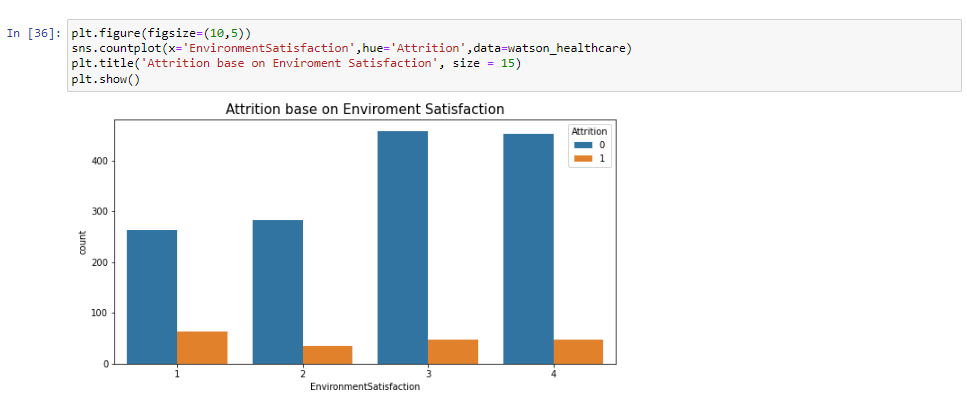 In [36]: plt.figure(figsize=(10,5))
sns.countplot(x='EnvironmentSatisfaction',hue='Attrition',data=watson_healthcare)
plt.title('Attrition base on Enviroment Satisfaction', size = 15)
plt.show()
Attrition base on Enviroment Satisfaction
Attrition
0
1
400
300
200
100
0
count
1 2 3 4
EnvironmentSatisfaction